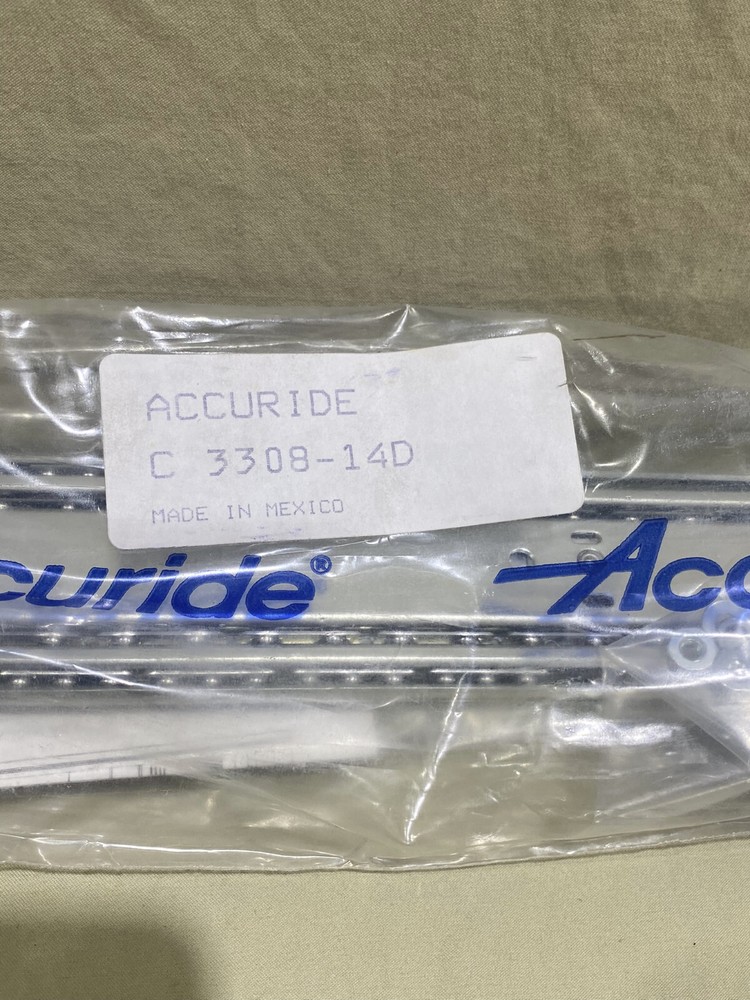 ACCURIDE
C 3308-14D
MADE IN MEXICO
curide®
Acc